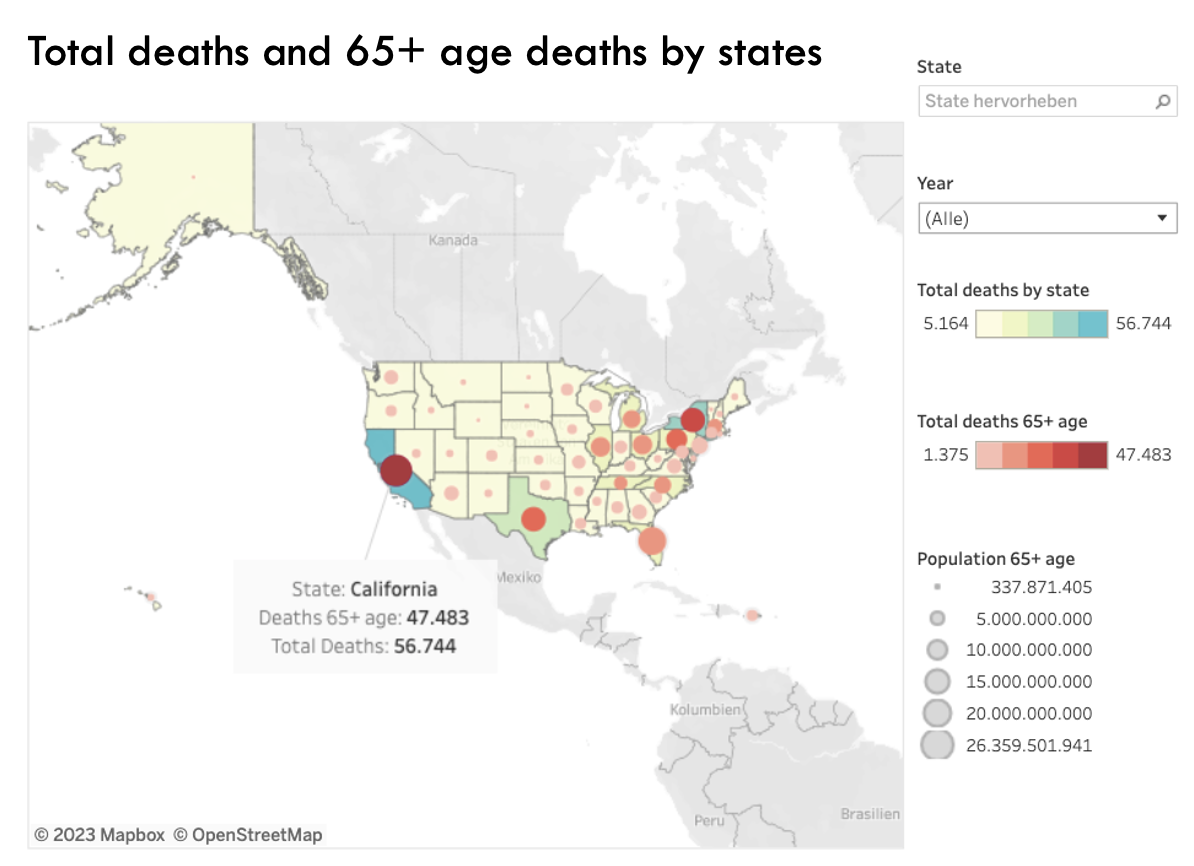 Total deaths and 65+ age deaths by states
State
State hervorheben
Year
(Alle)
Total deaths by state
5.164
56.744
Total deaths 65+ age
1.375
47.483
Population 65+ age
337.871.405
5.000.000.000
10.000.000.000
15.000.000.000
20.000.000.000
26.359.501.941
Kanada
Mexiko
State: California
Deaths 65+ age: 47.483
Total Deaths: 56.744
Kolumbien
Peru
Brasilien
© 2023 Mapbox © OpenStreetMap